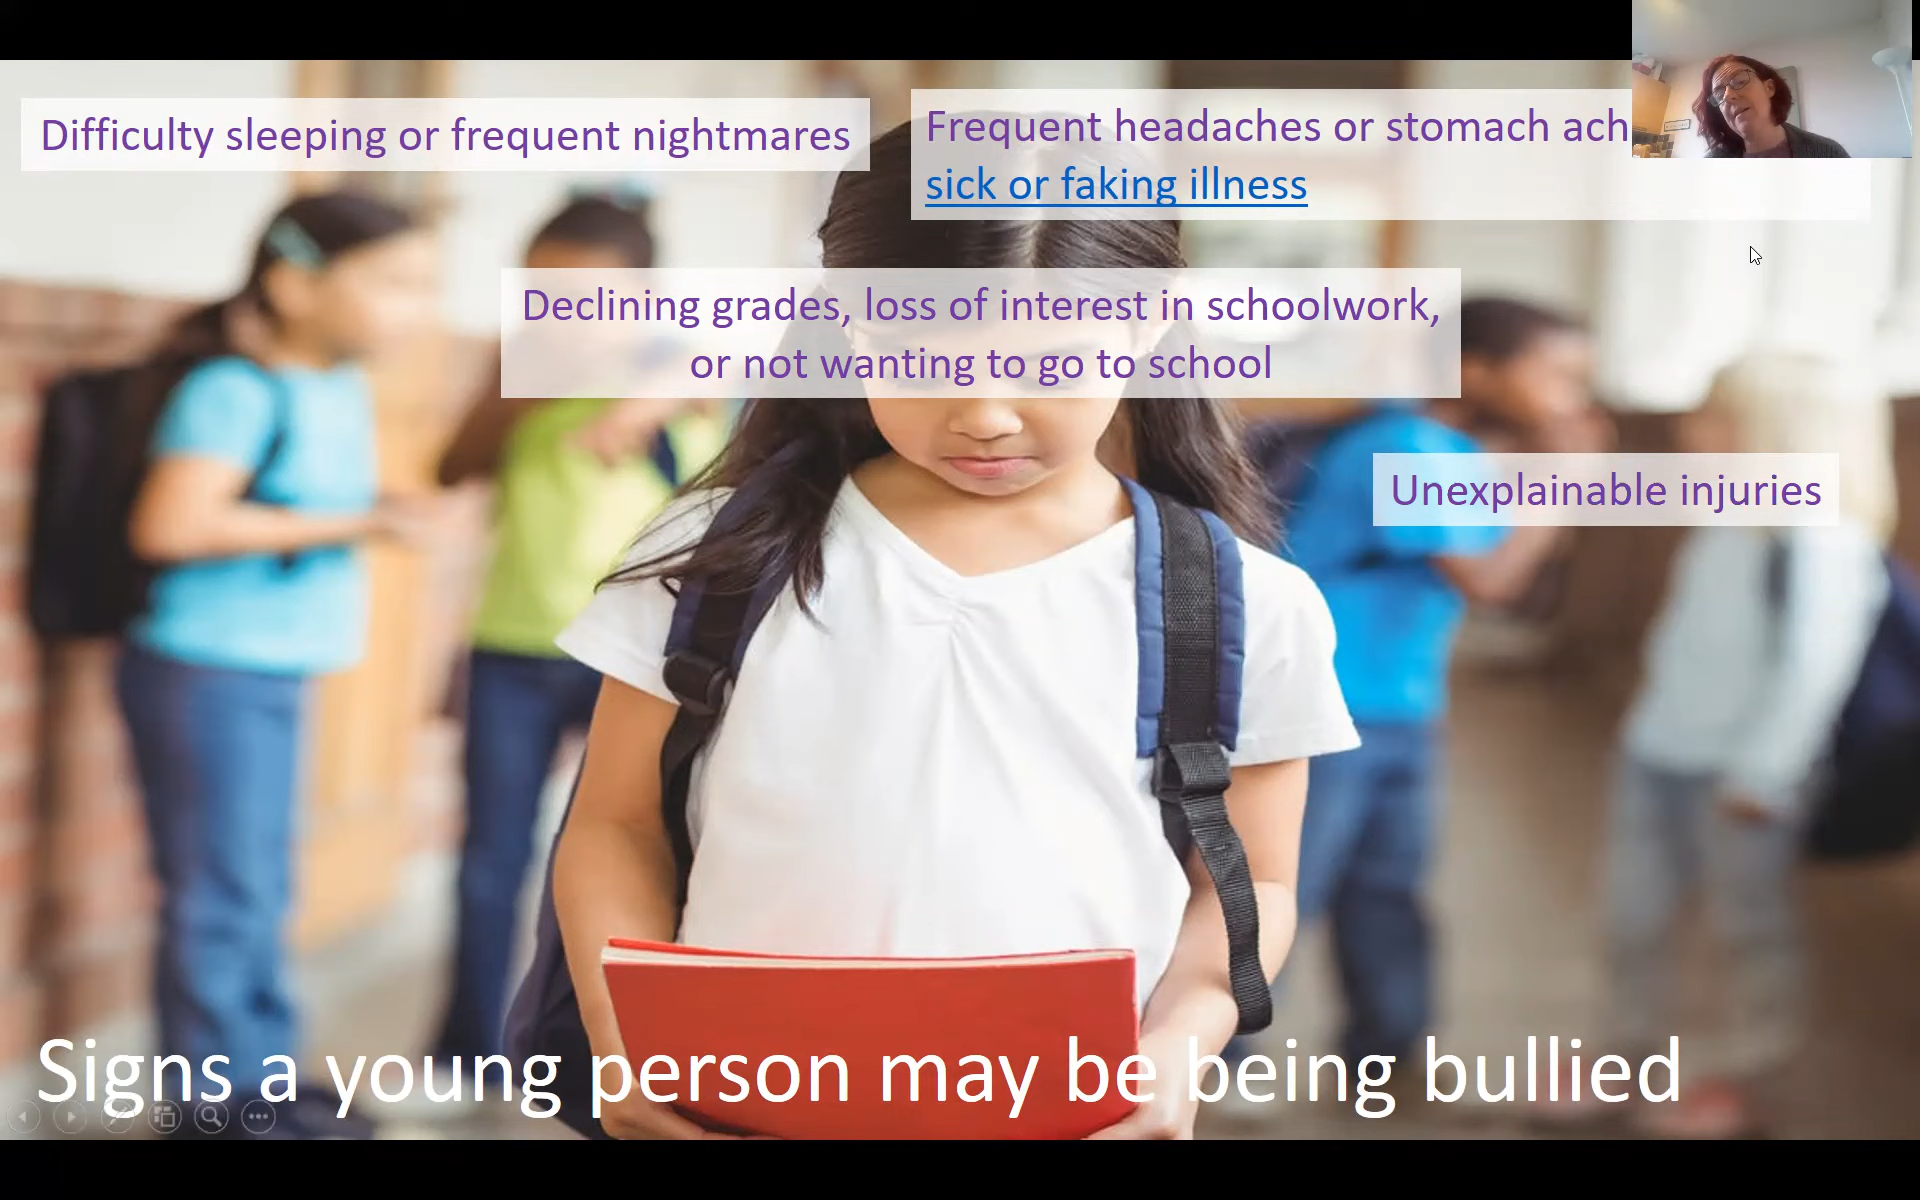 Difficulty sleeping or frequent nightmares
Frequent headaches or stomach ach
sick or faking illness
Declining grades, loss of interest in schoolwork,
or not wanting to go to school
Unexplainable injuries
Signs a young person may be being bullied